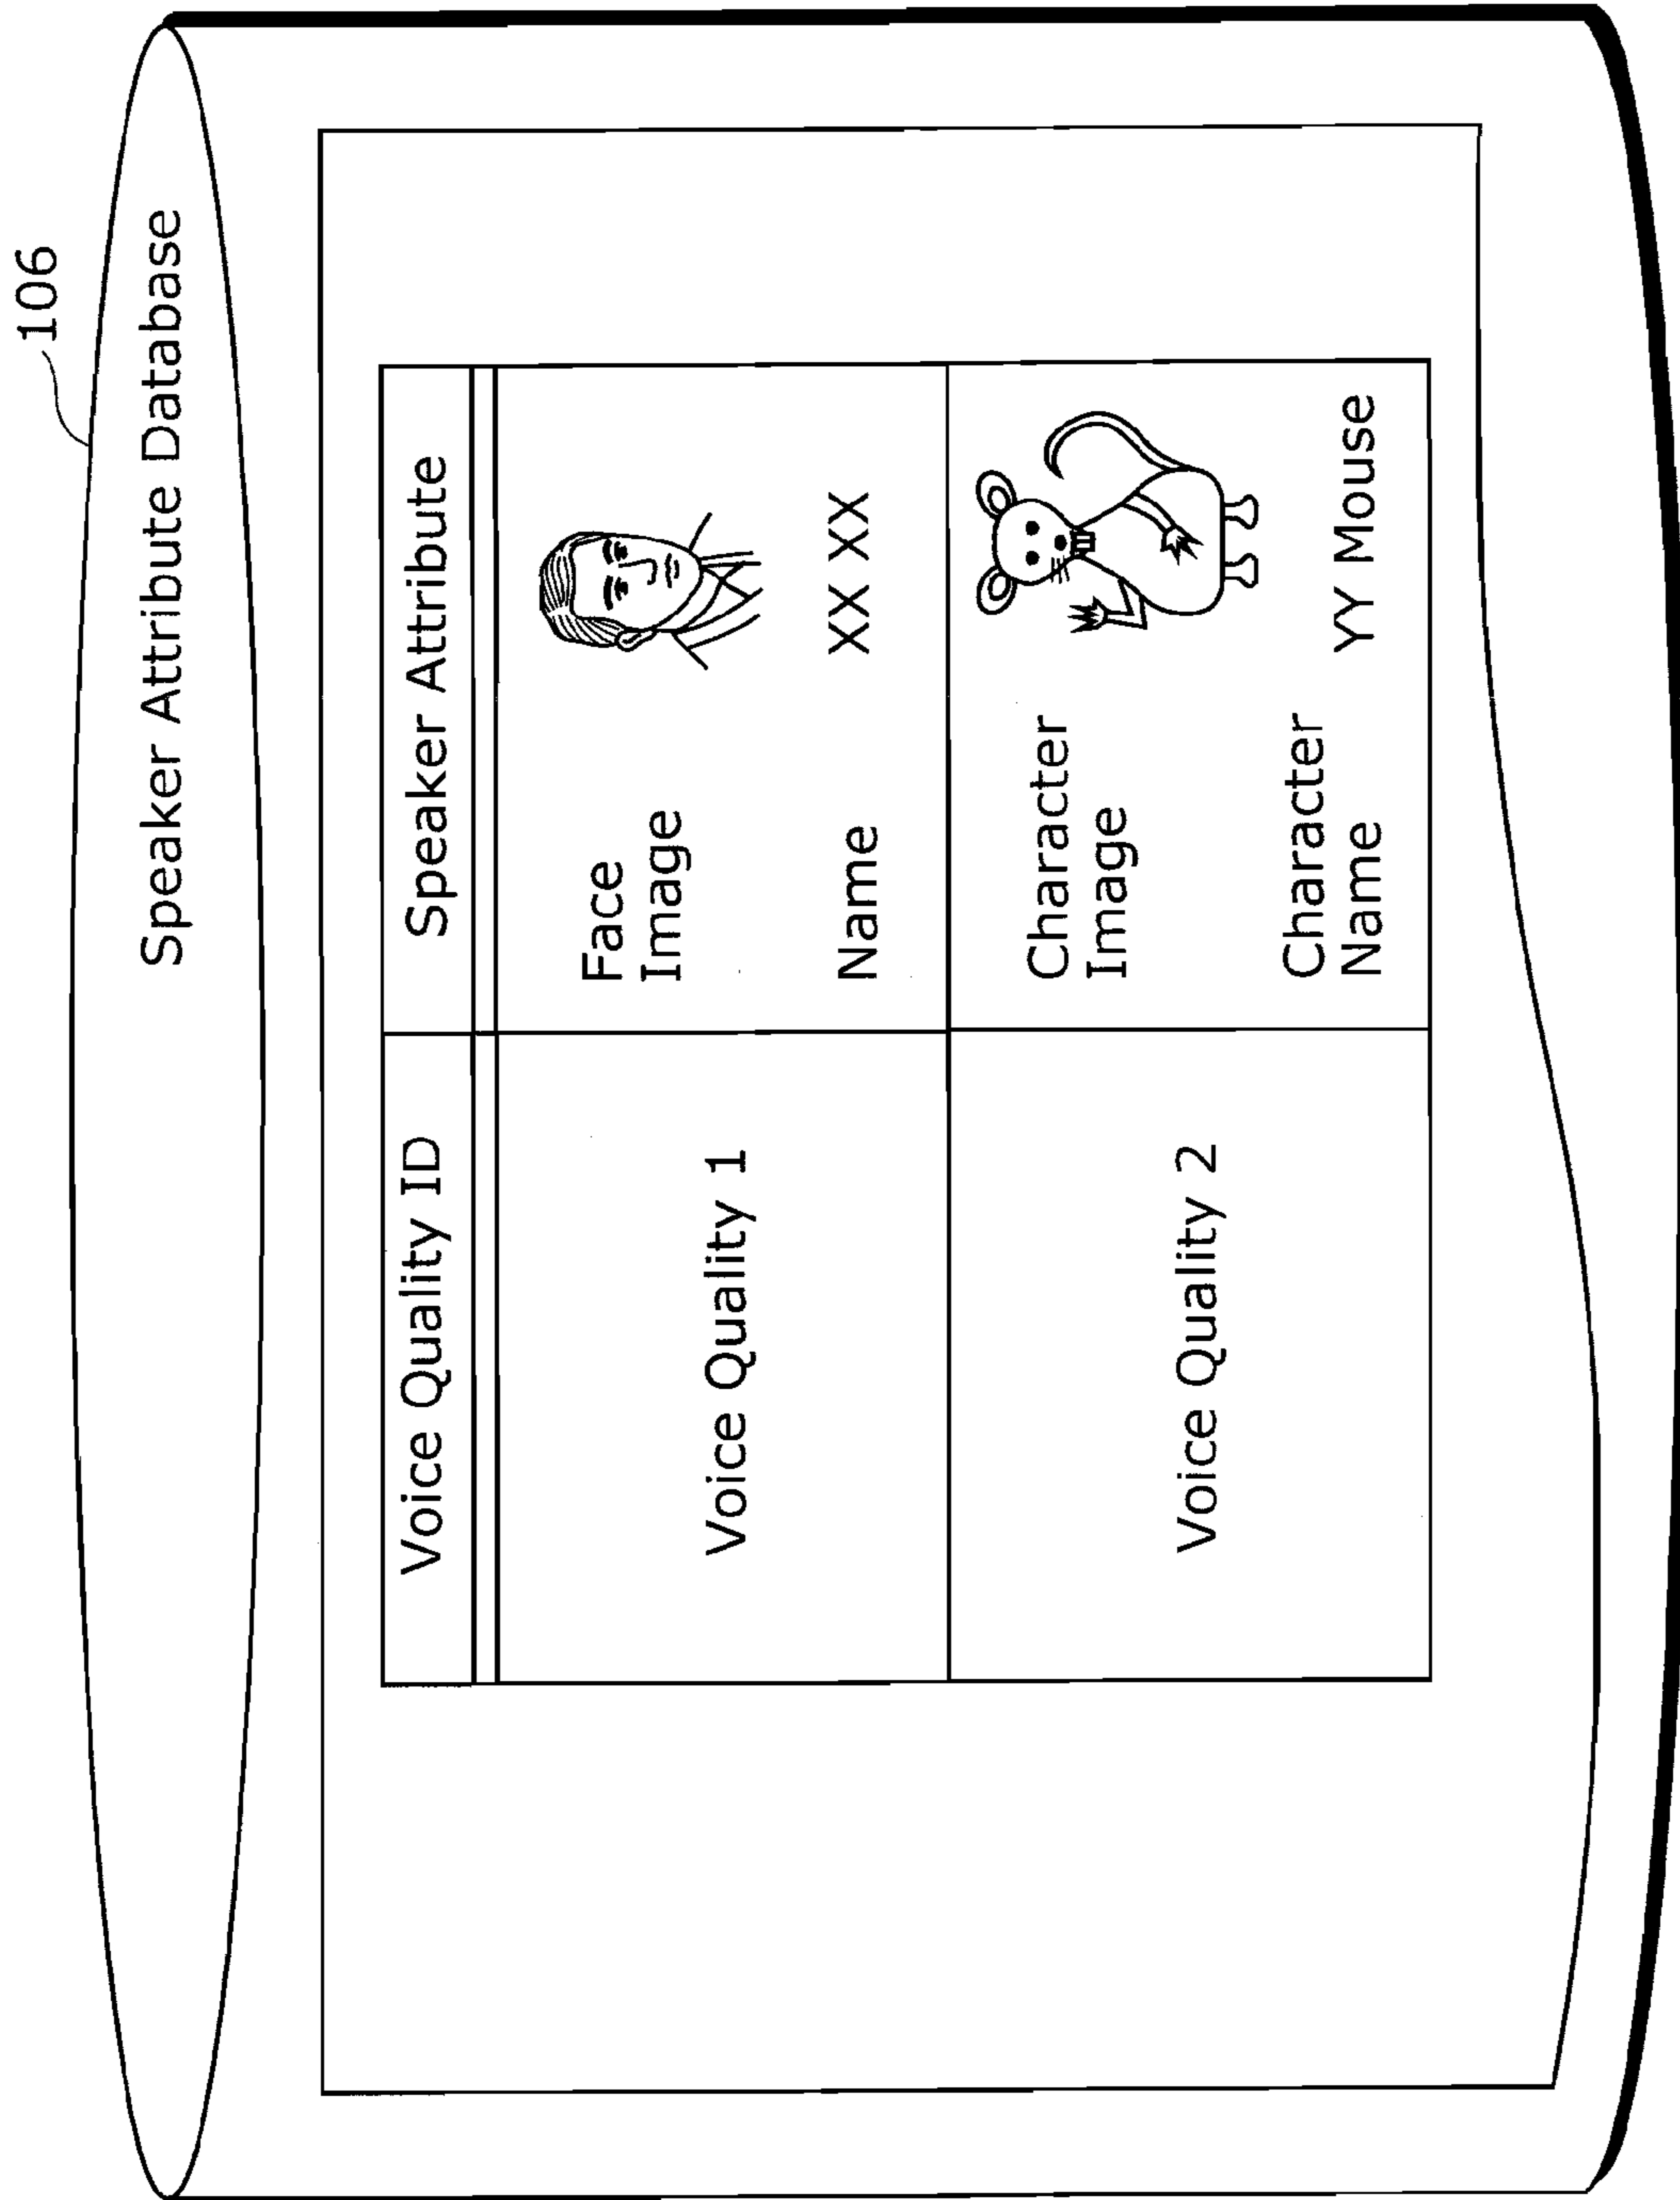 106
Speaker Attribute Database
Voice Quality ID
Speaker Attribute
Voice Quality 1
Face
Image
Name
XX XX
Voice Quality 2
Character
Image
Character
Name
YY Mouse